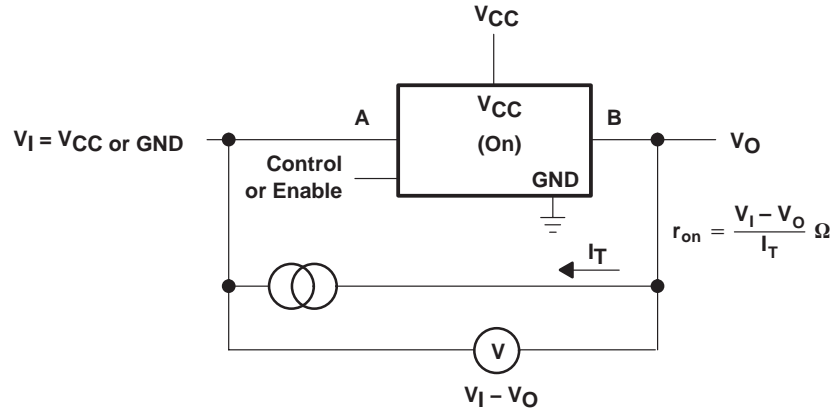 VCC
VCC
(On)
A
B
VI = VCC or GND
VO
Control
or Enable
GND
ron = VI – VO / IT Ω
IT
V
VI – VO